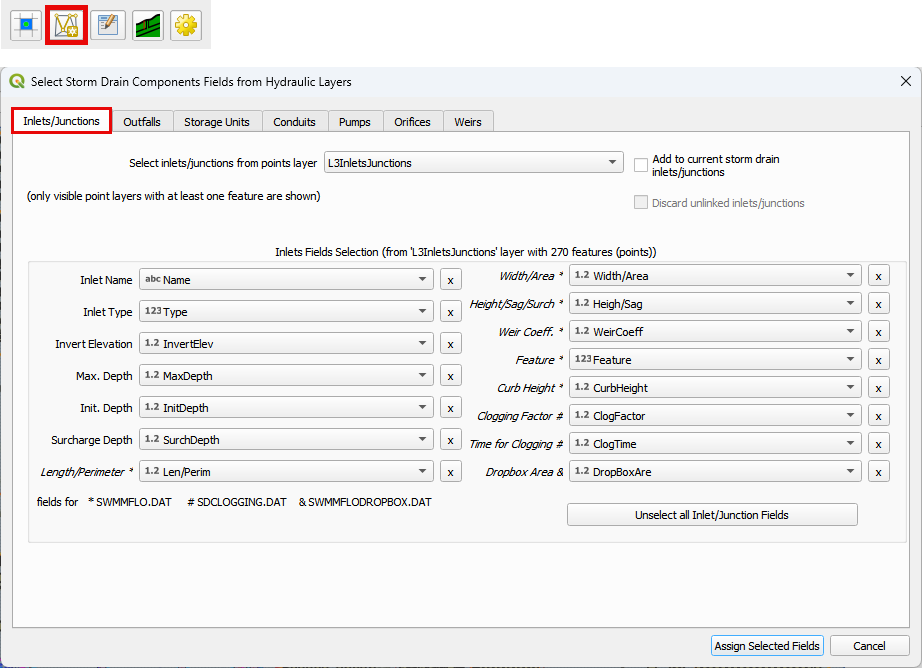 Select Storm Drain Components Fields from Hydraulic Layers
Inlets/Junctions Outfalls Storage Units Conduits Pumps Orifices Weirs
Select inlets/junctions from points layer L3InletsJunctions
Add to current storm drain
inlets/junctions
(only visible point layers with at least one feature are shown)
Discard unlinked inlets/junctions
Inlets Fields Selection (from 'L3InletsJunctions' layer with 270 features (points))
Inlet Name abc Name x
Inlet Type 123 Type x
Invert Elevation 1.2 InvertElev x
Max. Depth 1.2 MaxDepth x
Init. Depth 1.2 InitDepth x
Surcharge Depth 1.2 SurchDepth x
Length/Perimeter * 1.2 Len/Perim x
Width/Area * 1.2 Width/Area x
Height/Sag/Surch * 1.2 Heigh/Sag x
Weir Coeff. * 1.2 WeirCoeff x
Feature * 123 Feature x
Curb Height * 1.2 CurbHeight x
Clogging Factor # 1.2 ClogFactor x
Time for Clogging # 1.2 ClogTime x
Dropbox Area & 1.2 DropBoxAre x
fields for * SWMMFLO.DAT # SDCLOGGING.DAT & SWMMFLODROPBOX.DAT
Unselect all Inlet/Junction Fields
Assign Selected Fields Cancel